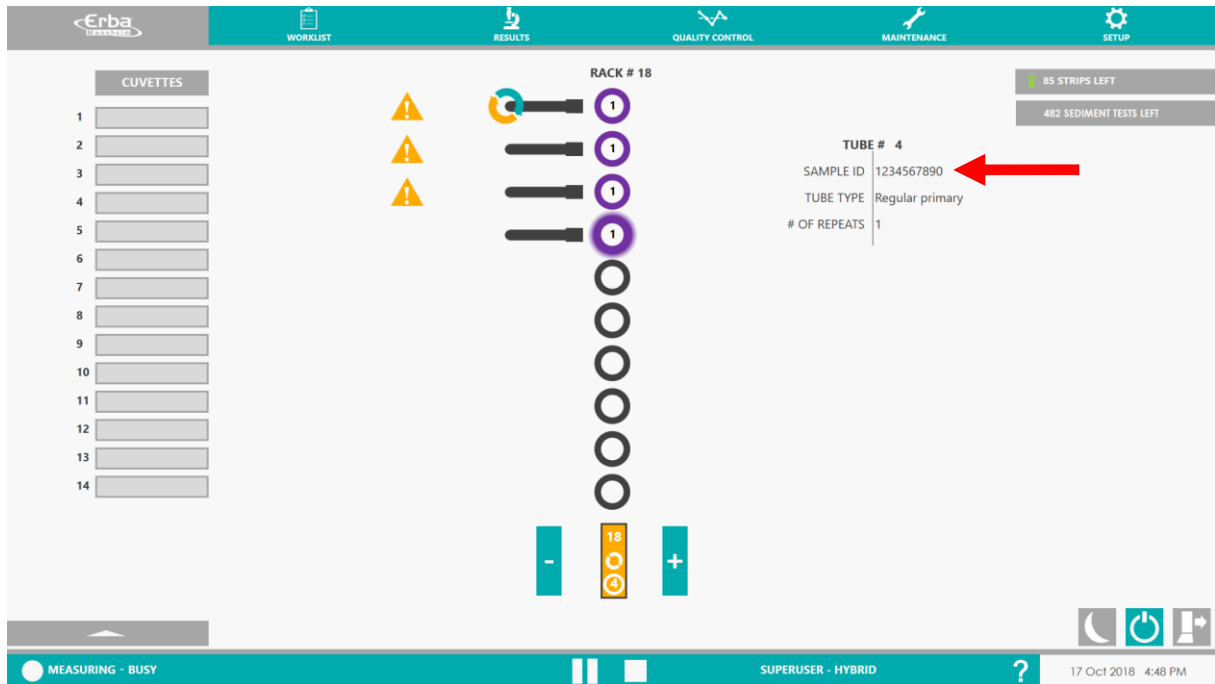 Erba
Mannheim
WORKLIST
RESULTS
QUALITY CONTROL
MAINTENANCE
SETUP
CUVETTES
1
2
3
4
5
6
7
8
9
10
11
12
13
14
RACK # 18
1
1
1
1
18
4
-
+
85 STRIPS LEFT
482 SEDIMENT TESTS LEFT
TUBE # 4
SAMPLE ID 1234567890
TUBE TYPE Regular primary
# OF REPEATS 1
MEASURING - BUSY
SUPERUSER - HYBRID
?
17 Oct 2018 4:48 PM